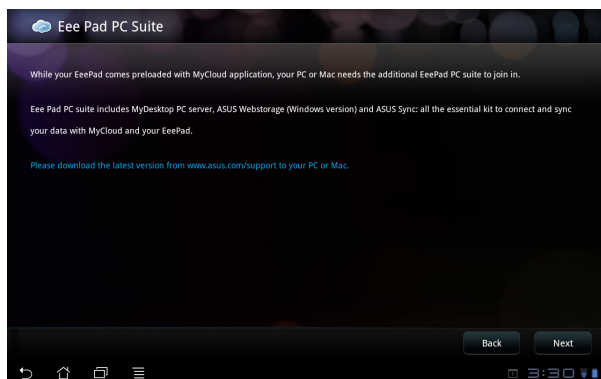 Eee Pad PC Suite
While your EeePad comes preloaded with MyCloud application, your PC or Mac needs the additional EeePad PC suite to join in.
Eee Pad PC suite includes MyDesktop PC server, ASUS Webstorage (Windows version) and ASUS Sync: all the essential kit to connect and sync
your data with MyCloud and your EeePad.
Please download the latest version from www.asus.com/support to your PC or Mac.
Back Next
3:30